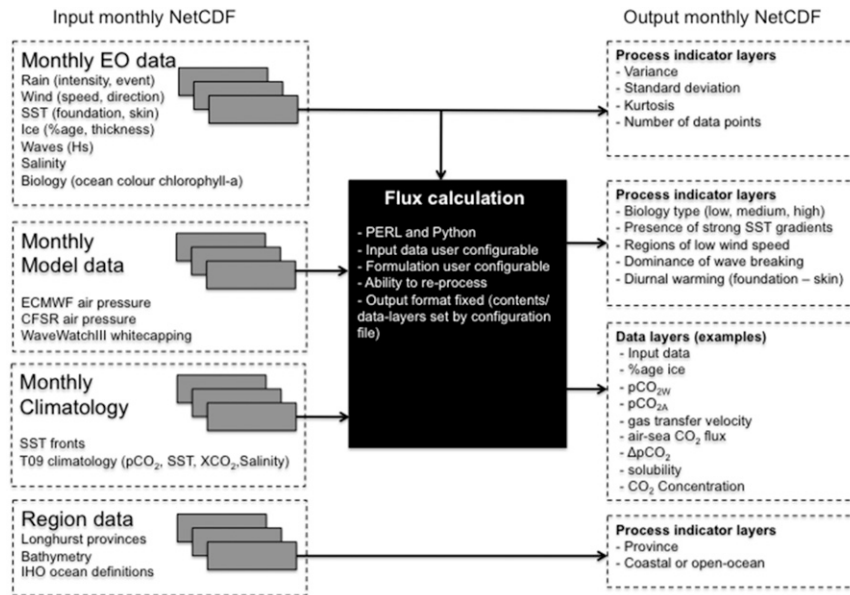 Input monthly NetCDF
Output monthly NetCDF
Monthly EO data
Rain (intensity, event)
Wind (speed, direction)
SST (foundation, skin)
Ice (%age, thickness)
Waves (Hs)
Salinity
Biology (ocean colour chlorophyll-a)
Monthly
Model data
ECMWF air pressure
CFSR air pressure
WaveWatchIII whitecapping
Monthly
Climatology
SST fronts
T09 climatology (pCO₂, SST, XCO₂,Salinity)
Region data
Longhurst provinces
Bathymetry
IHO ocean definitions
Flux calculation
- PERL and Python
- Input data user configurable
- Formulation user configurable
- Ability to re-process
- Output format fixed (contents/
data-layers set by configuration
file)
Process indicator layers
- Variance
- Standard deviation
- Kurtosis
- Number of data points
Process indicator layers
- Biology type (low, medium, high)
- Presence of strong SST gradients
- Regions of low wind speed
- Dominance of wave breaking
- Diurnal warming (foundation – skin)
Data layers (examples)
- Input data
- %age ice
- pCO₂W
- pCO₂A
- gas transfer velocity
- air-sea CO₂ flux
- ΔpCO₂
- solubility
- CO₂ Concentration
Process indicator layers
- Province
- Coastal or open-ocean